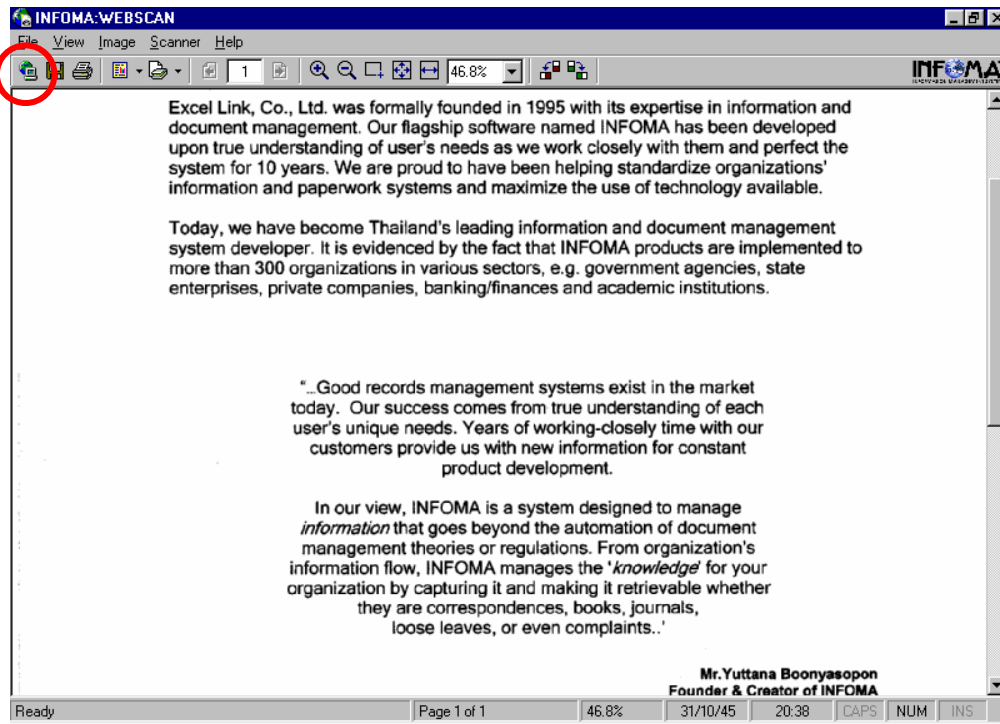 INFOMA:WEBSCAN
File View Image Scanner Help
1 46.8% INFOMA
Excel Link, Co., Ltd. was formally founded in 1995 with its expertise in information and
document management. Our flagship software named INFOMA has been developed
upon true understanding of user's needs as we work closely with them and perfect the
system for 10 years. We are proud to have been helping standardize organizations'
information and paperwork systems and maximize the use of technology available.
Today, we have become Thailand's leading information and document management
system developer. It is evidenced by the fact that INFOMA products are implemented to
more than 300 organizations in various sectors, e.g. government agencies, state
enterprises, private companies, banking/finances and academic institutions.
"...Good records management systems exist in the market
today. Our success comes from true understanding of each
user's unique needs. Years of working-closely time with our
customers provide us with new information for constant
product development.
In our view, INFOMA is a system designed to manage
information that goes beyond the automation of document
management theories or regulations. From organization's
information flow, INFOMA manages the 'knowledge' for your
organization by capturing it and making it retrievable whether
they are correspondences, books, journals,
loose leaves, or even complaints..'
Mr.Yuttana Boonyasopon
Founder & Creator of INFOMA
Ready Page 1 of 1 46.8% 31/10/45 20:38 CAPS NUM INS